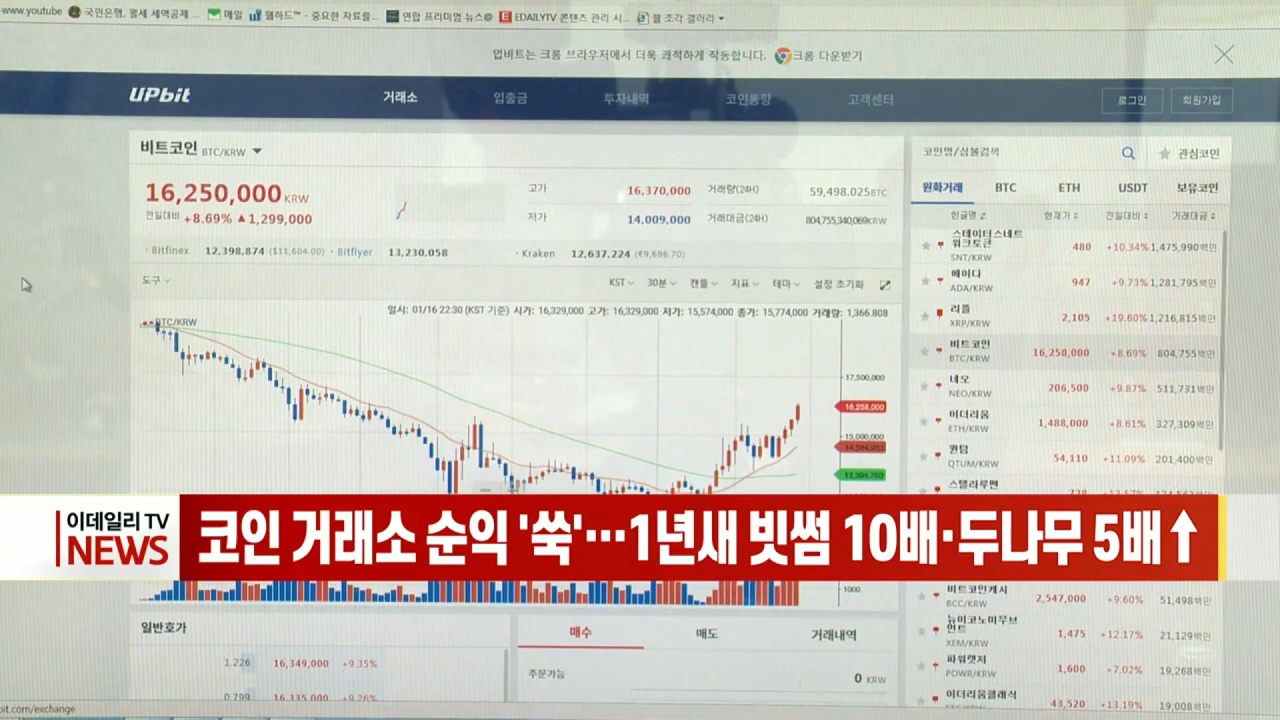 www.youtube 국민은행, 월세 세액공제 ... 메일 웹하드™ - 중요한 자료를... 연합 프리미엄 뉴스@ EDAILYTV 콘텐츠 관리 시... 웹 조각 갤러리
업비트는 크롬 브라우저에서 더욱 쾌적하게 작동합니다. 크롬 다운받기
UPbit 거래소 입출금 투자내역 코인동향 고객센터 로그인 회원가입
비트코인 BTC/KRW
16,250,000 KRW
전일대비 +8.69% ▲1,299,000
고가 16,370,000 거래량(24H) 59,498.025BTC
저가 14,009,000 거래대금(24H) 804,755,340,069KRW
· Bitfinex 12,398,874 ($11,604.00) · Bitflyer 13,230,058 · Kraken 12,637,224 (€9,696.70)
도구 KST 30분 캔들 지표 테마 설정 초기화
일시: 01/16 22:30 (KST 기준) 시가: 16,329,000 고가: 16,329,000 저가: 15,574,000 종가: 15,774,000 거래량: 1,366.808
BTC/KRW
17,500,000
16,258,000
15,000,000
코인명/심볼검색 관심코인
원화거래 BTC ETH USDT 보유코인
한글명 현재가 전일대비 거래대금
스테이터스네트
워크토큰
SNT/KRW 480 +10.34% 1,475,990백만
에이다
ADA/KRW 947 +9.73% 1,281,795백만
리플
XRP/KRW 2,105 +19.60% 1,216,815백만
비트코인
BTC/KRW 16,250,000 +8.69% 804,755백만
네오
NEO/KRW 206,500 +9.87% 511,731백만
이더리움
ETH/KRW 1,488,000 +8.61% 327,309백만
퀀텀
QTUM/KRW 54,110 +11.09% 201,400백만
스텔라루멘
이데일리 TV
NEWS
코인 거래소 순익 '쑥'…1년새 빗썸 10배·두나무 5배↑
1000
비트코인캐시
BCC/KRW 2,547,000 +9.60% 51,498백만
뉴이코노미무브
먼트
XEM/KRW 1,475 +12.17% 21,129백만
파워렛저
POWR/KRW 1,600 +7.02% 19,268백만
이더리움클래식
43,520 +13.19% 19,008백만
일반호가
1.226 16,349,000 +9.35%
0.799 16,335,000 +9.26%
매수 매도 거래내역
주문가능 0 KRW
bit.com/exchange